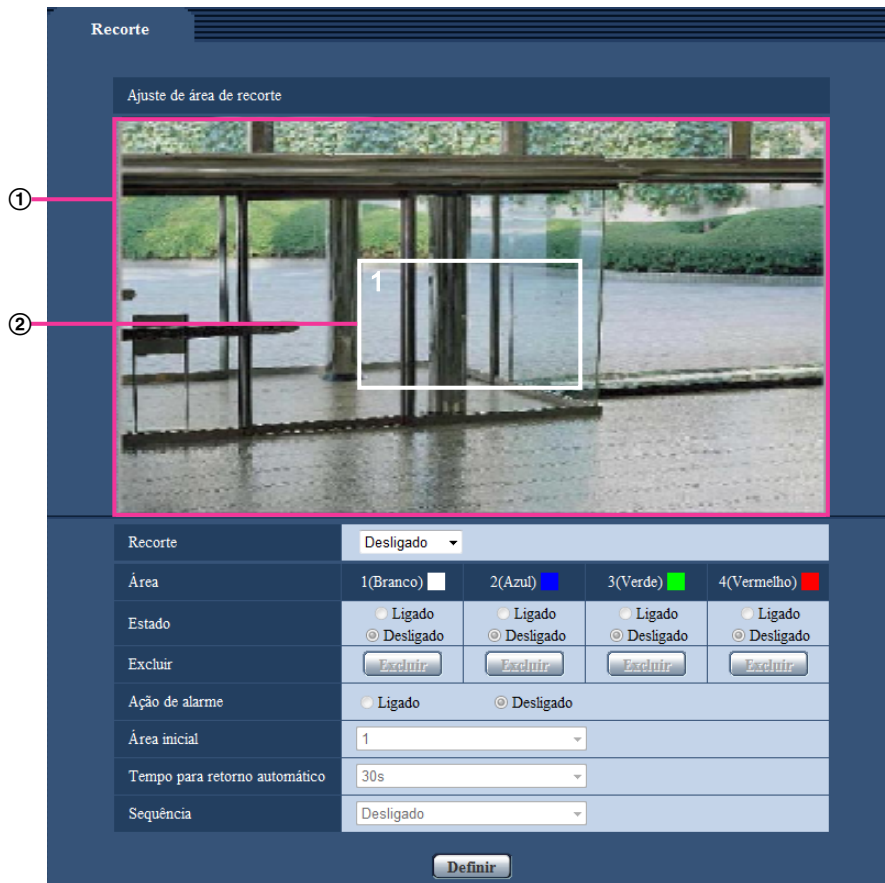 Recorte
Ajuste de área de recorte
①
1
②
Recorte Desligado
Área 1(Branco) 2(Azul) 3(Verde) 4(Vermelho)
Estado Ligado Ligado Ligado Ligado
Desligado Desligado Desligado Desligado
Excluir Excluir Excluir Excluir Excluir
Ação de alarme Ligado Desligado
Área inicial 1
Tempo para retorno automático 30s
Sequência Desligado
Definir